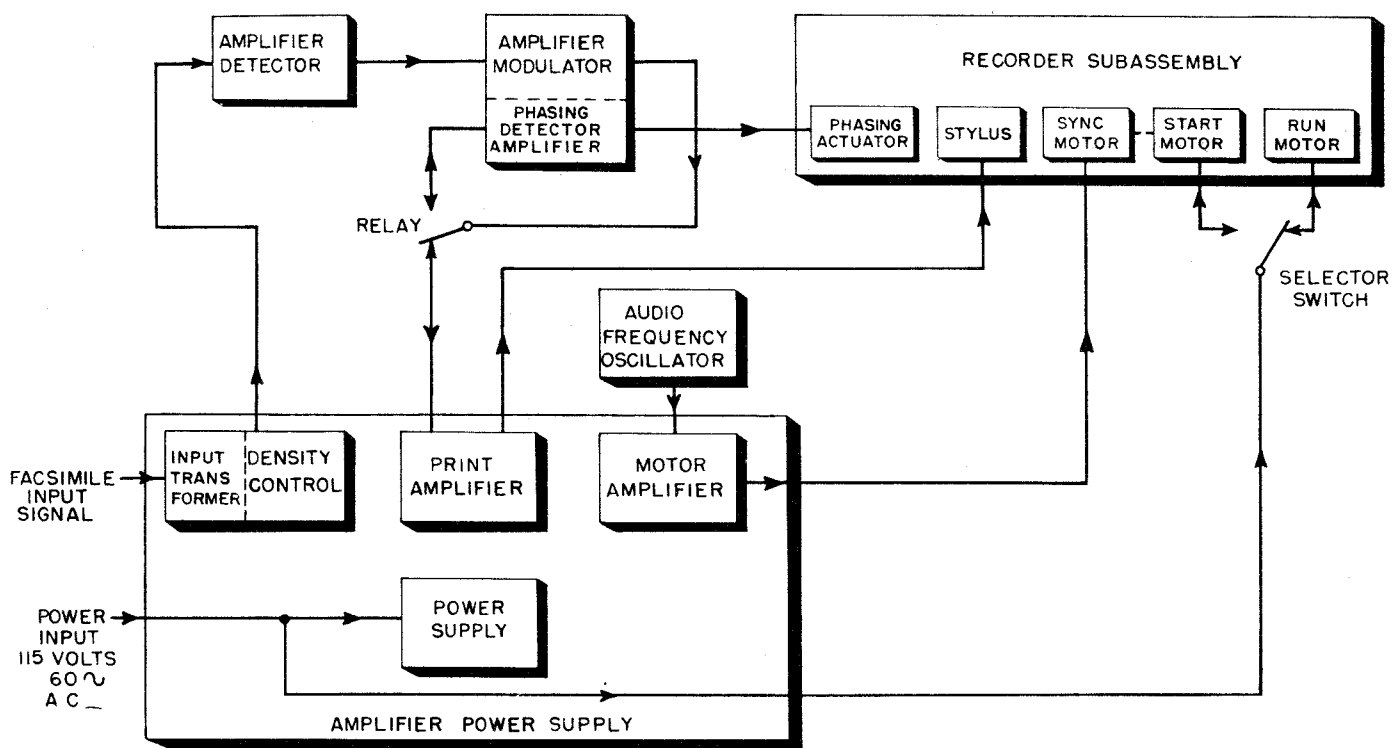 AMPLIFIER
DETECTOR
AMPLIFIER
MODULATOR
PHASING
DETECTOR
AMPLIFIER
RECORDER SUBASSEMBLY
PHASING
ACTUATOR
STYLUS
SYNC
MOTOR
START
MOTOR
RUN
MOTOR
RELAY
SELECTOR
SWITCH
AUDIO
FREQUENCY
OSCILLATOR
FACSIMILE
INPUT
SIGNAL
INPUT
TRANS
FORMER
DENSITY
CONTROL
PRINT
AMPLIFIER
MOTOR
AMPLIFIER
POWER
INPUT
115 VOLTS
60~
A C _
POWER
SUPPLY
AMPLIFIER POWER SUPPLY